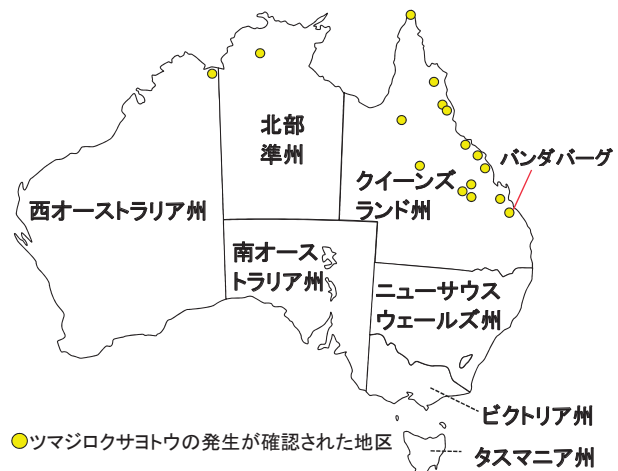 北部
準州
バンダバーグ
クイーンズ
ランド州
西オーストラリア州
南オース
トラリア州
ニューサウス
ウェールズ州
ビクトリア州
ツマジロクサヨトウの発生が確認された地区
タスマニア州